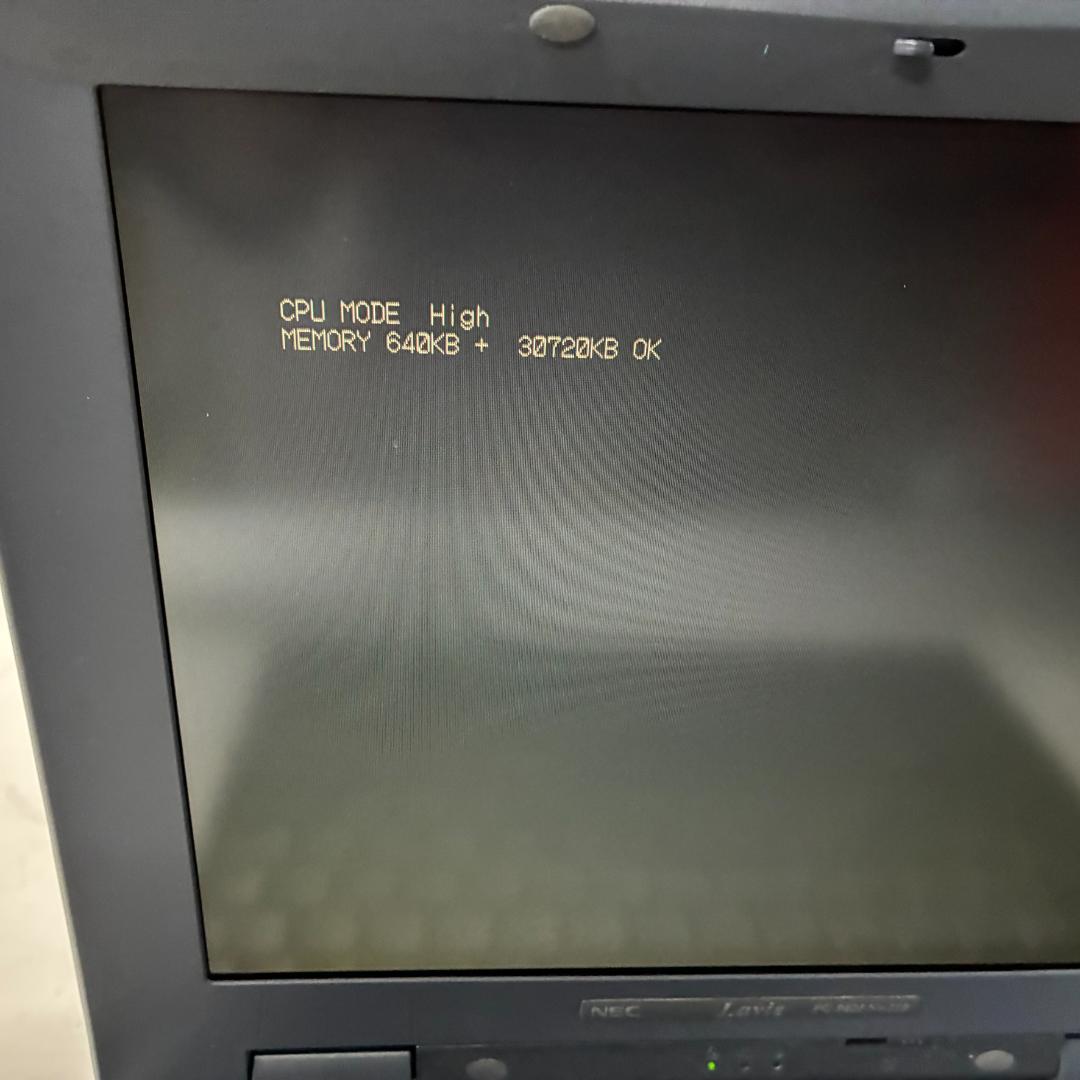 CPU MODE  High
MEMORY 640KB +  30720KB OK
NEC Lavie